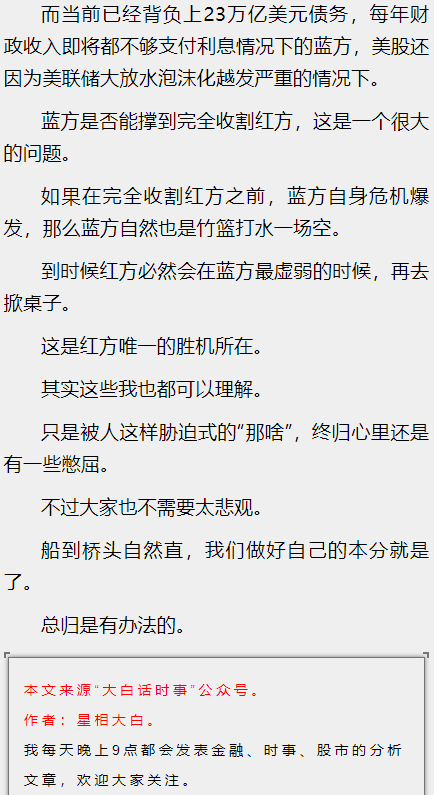 而当前已经背负上23万亿美元债务，每年财
政收入即将都不够支付利息情况下的蓝方，美股还
因为美联储大放水泡沫化越发严重的情况下。
蓝方是否能撑到完全收割红方，这是一个很大
的问题。
如果在完全收割红方之前，蓝方自身危机爆
发，那么蓝方自然也是竹篮打水一场空。
到时候红方必然会在蓝方最虚弱的时候，再去
掀桌子。
这是红方唯一的胜机所在。
其实这些我也都可以理解。
只是被人这样胁迫式的“那啥”，终归心里还是
有一些憋屈。
不过大家也不需要太悲观。
船到桥头自然直，我们做好自己的本分就是
了。
总归是有办法的。
本文来源“大白话时事”公众号。
作者：星相大白。
我每天晚上9点都会发表金融、时事、股市的分析
文章，欢迎大家关注。